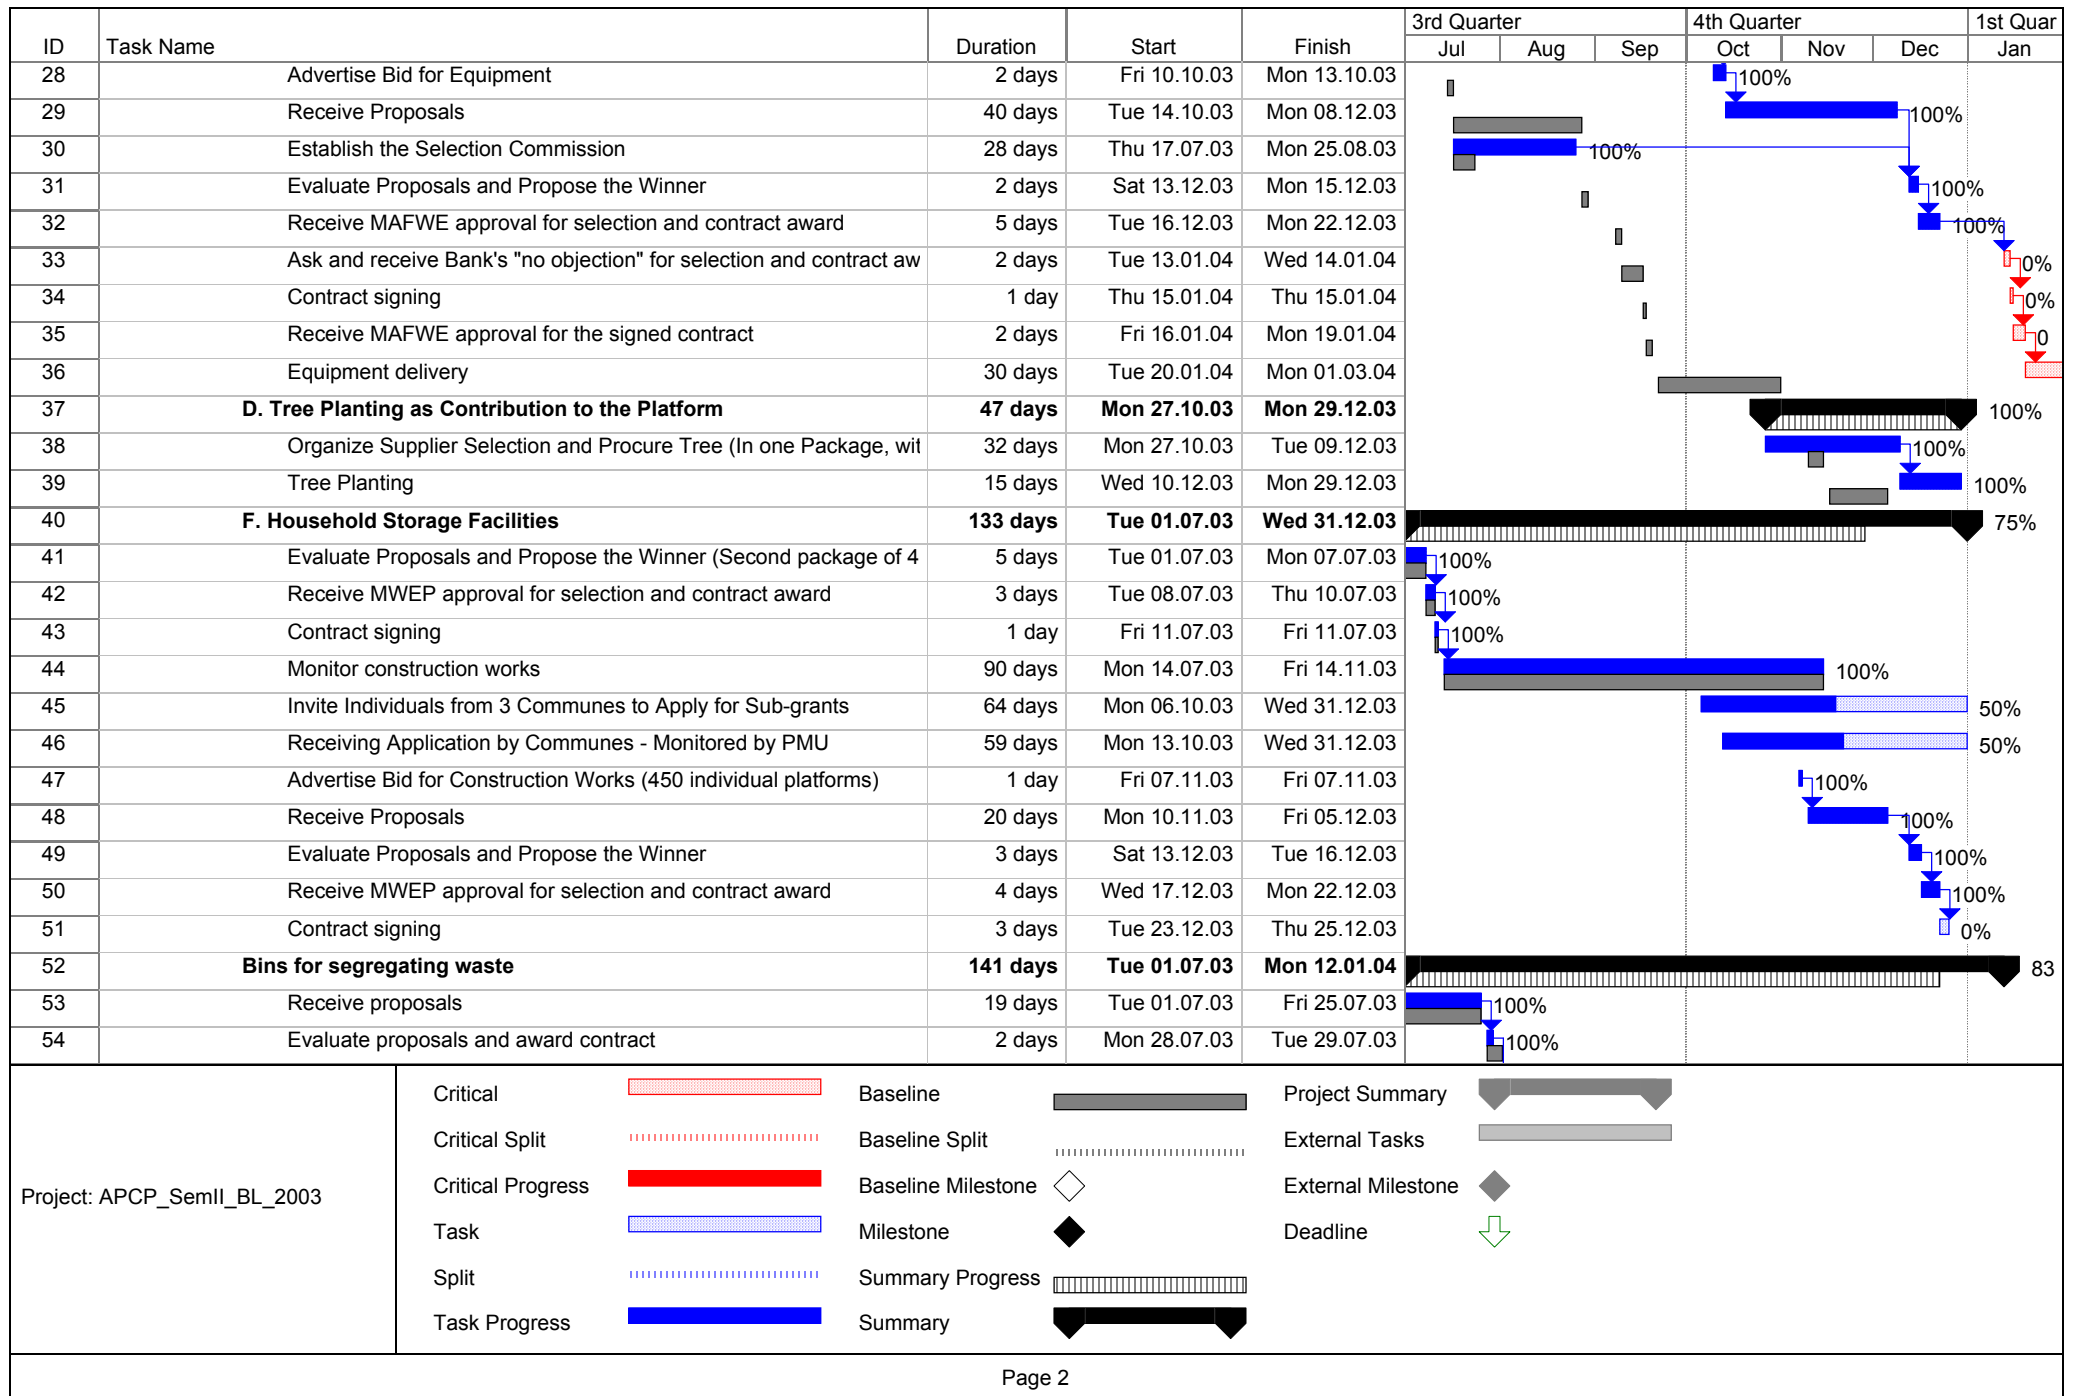 3rd Quarter 4th Quarter 1st Quar
ID Task Name Duration Start Finish Jul Aug Sep Oct Nov Dec Jan
28 Advertise Bid for Equipment 2 days Fri 10.10.03 Mon 13.10.03 100%
29 Receive Proposals 40 days Tue 14.10.03 Mon 08.12.03 100%
30 Establish the Selection Commission 28 days Thu 17.07.03 Mon 25.08.03 100%
31 Evaluate Proposals and Propose the Winner 2 days Sat 13.12.03 Mon 15.12.03 100%
32 Receive MAFWE approval for selection and contract award 5 days Tue 16.12.03 Mon 22.12.03 100%
33 Ask and receive Bank's "no objection" for selection and contract aw 2 days Tue 13.01.04 Wed 14.01.04 0%
34 Contract signing 1 day Thu 15.01.04 Thu 15.01.04 0%
35 Receive MAFWE approval for the signed contract 2 days Fri 16.01.04 Mon 19.01.04 0
36 Equipment delivery 30 days Tue 20.01.04 Mon 01.03.04
37 D. Tree Planting as Contribution to the Platform 47 days Mon 27.10.03 Mon 29.12.03 100%
38 Organize Supplier Selection and Procure Tree (In one Package, wit 32 days Mon 27.10.03 Tue 09.12.03 100%
39 Tree Planting 15 days Wed 10.12.03 Mon 29.12.03 100%
40 F. Household Storage Facilities 133 days Tue 01.07.03 Wed 31.12.03 75%
41 Evaluate Proposals and Propose the Winner (Second package of 4 5 days Tue 01.07.03 Mon 07.07.03 100%
42 Receive MWEP approval for selection and contract award 3 days Tue 08.07.03 Thu 10.07.03 100%
43 Contract signing 1 day Fri 11.07.03 Fri 11.07.03 100%
44 Monitor construction works 90 days Mon 14.07.03 Fri 14.11.03 100%
45 Invite Individuals from 3 Communes to Apply for Sub-grants 64 days Mon 06.10.03 Wed 31.12.03 50%
46 Receiving Application by Communes - Monitored by PMU 59 days Mon 13.10.03 Wed 31.12.03 50%
47 Advertise Bid for Construction Works (450 individual platforms) 1 day Fri 07.11.03 Fri 07.11.03 100%
48 Receive Proposals 20 days Mon 10.11.03 Fri 05.12.03 100%
49 Evaluate Proposals and Propose the Winner 3 days Sat 13.12.03 Tue 16.12.03 100%
50 Receive MWEP approval for selection and contract award 4 days Wed 17.12.03 Mon 22.12.03 100%
51 Contract signing 3 days Tue 23.12.03 Thu 25.12.03 0%
52 Bins for segregating waste 141 days Tue 01.07.03 Mon 12.01.04 83
53 Receive proposals 19 days Tue 01.07.03 Fri 25.07.03 100%
54 Evaluate proposals and award contract 2 days Mon 28.07.03 Tue 29.07.03 100%
Project: APCP_SemII_BL_2003
Critical Baseline Project Summary
Critical Split Baseline Split External Tasks
Critical Progress Baseline Milestone External Milestone
Task Milestone Deadline
Split Summary Progress
Task Progress Summary
Page 2